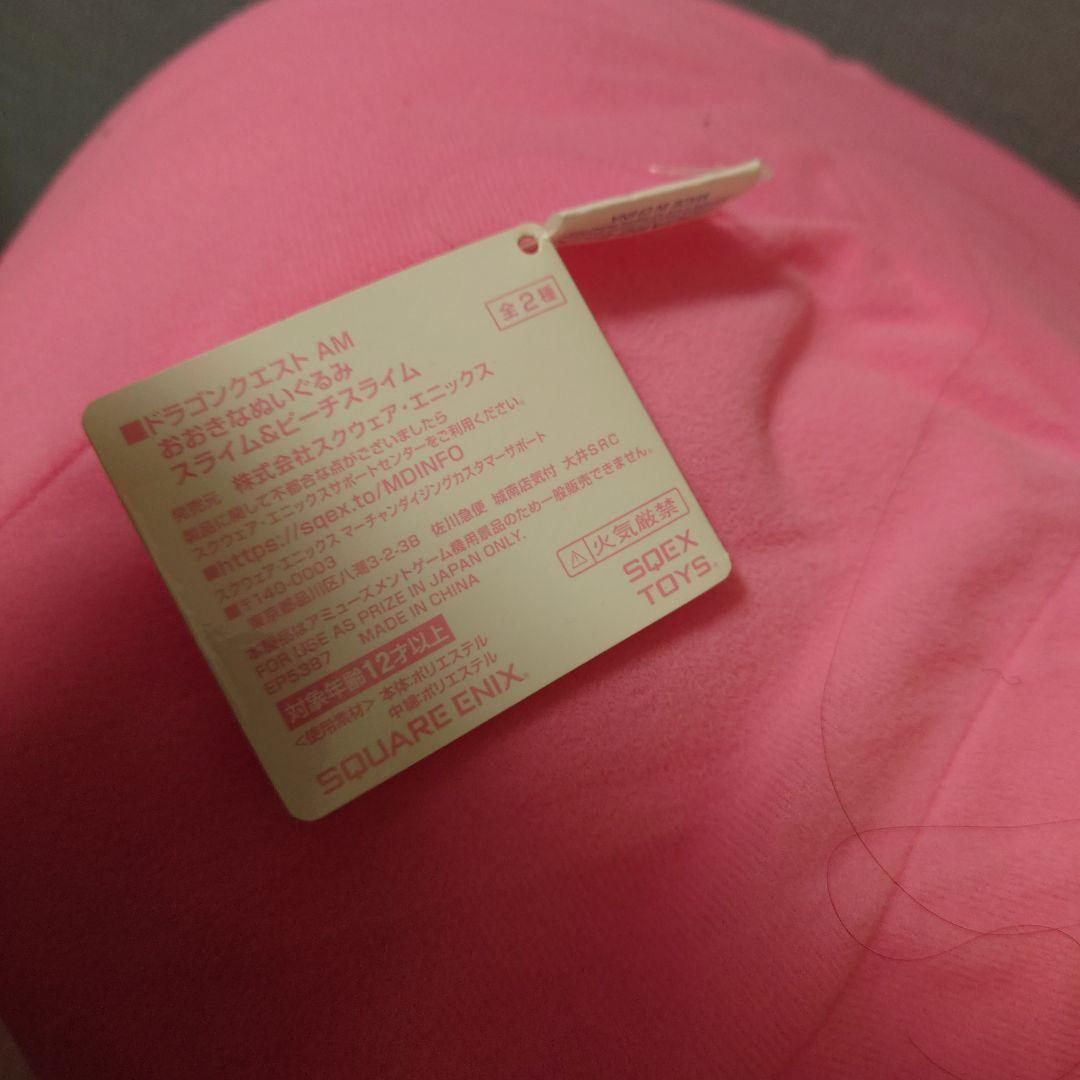 全2種
■ドラゴンクエスト AM
おおきなぬいぐるみ
スライム&ピーチスライム
発売元 株式会社スクウェア・エニックス
製品に関して不都合な点がございましたら
スクウェア・エニックスサポートセンターをご利用ください。
■https://sqex.to/MDINFO
スクウェア・エニックス マーチャンダイジングカスタマーサポート
■〒140-0003
東京都品川区八潮3-2-38 佐川急便 城南店気付 大井SRC
本製品はアミューズメントゲーム機用景品のため一般販売できません。
FOR USE AS PRIZE IN JAPAN ONLY.
EP5387 MADE IN CHINA
対象年齢12才以上
<使用素材> 本体:ポリエステル
中綿:ポリエステル
SQUARE ENIX®
火気厳禁
SQEX
TOYS®